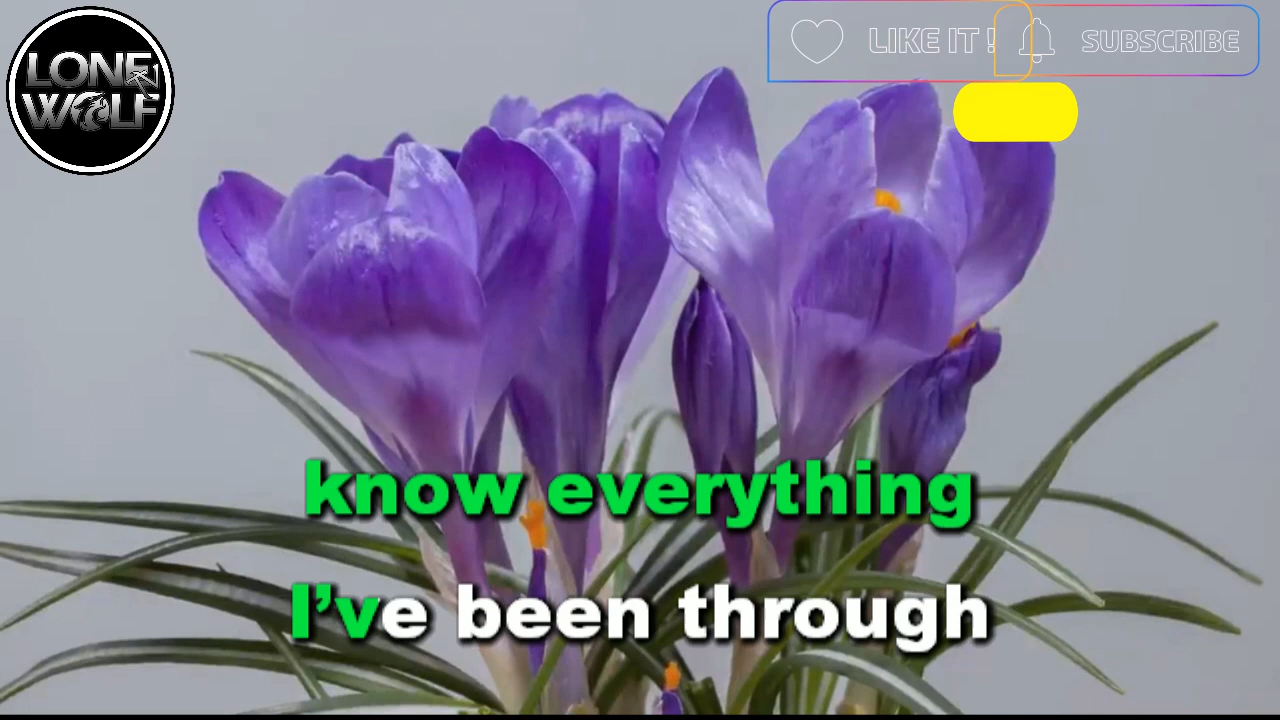 LONE
WOLF
LIKE IT !
SUBSCRIBE
know everything
I've been through